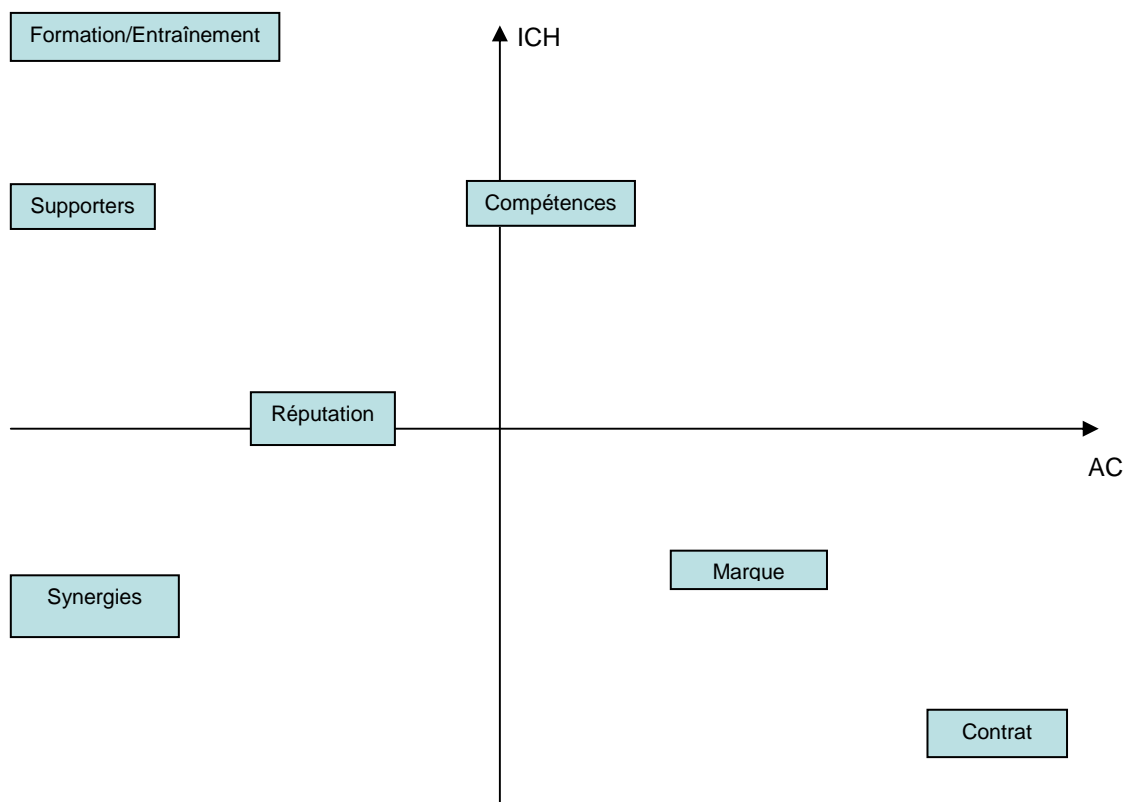 Formation/Entraînement
ICH
Supporters
Compétences
Réputation
AC
Marque
Synergies
Contrat